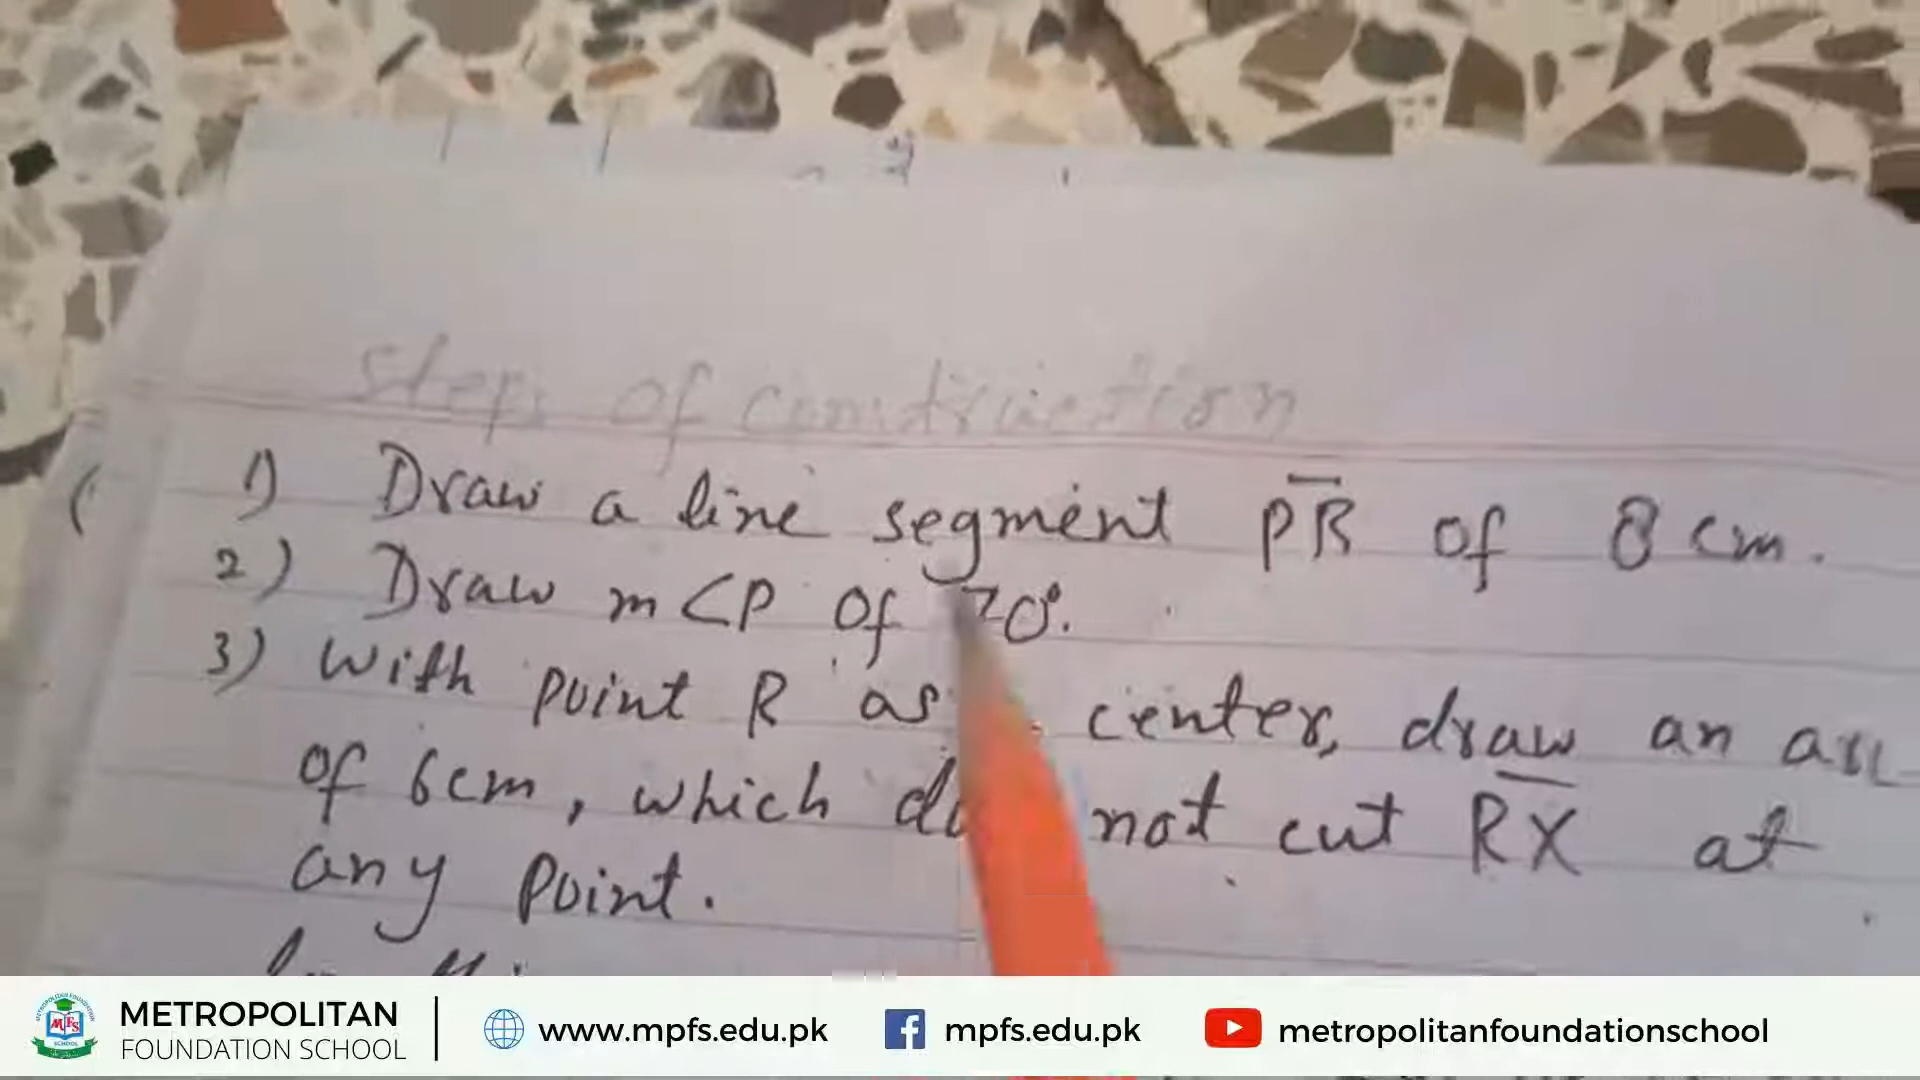 Steps of construction
1) Draw a line segment PR of 8 cm.
2) Draw m<P of 70°.
3) With point R as center, draw an arc
of 6cm, which not cut RX at
any point.
METROPOLITAN
FOUNDATION SCHOOL
www.mpfs.edu.pk
mpfs.edu.pk
metropolitanfoundationschool